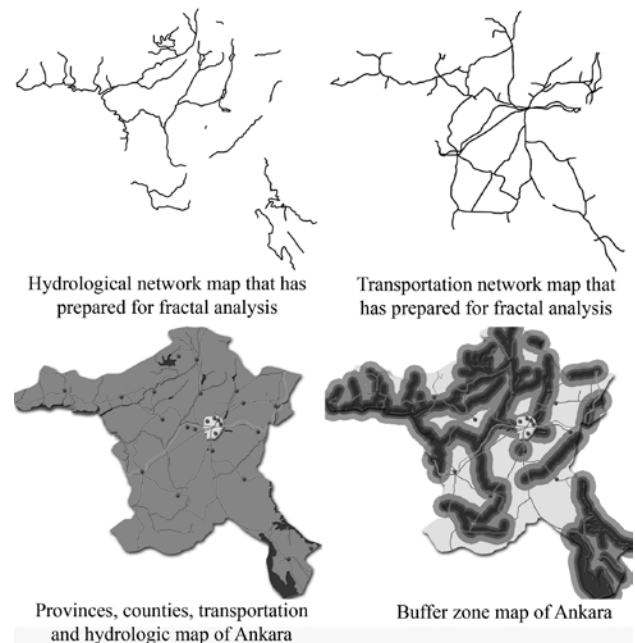 Hydrological network map that has
prepared for fractal analysis
Transportation network map that
has prepared for fractal analysis
Provinces, counties, transportation
and hydrologic map of Ankara
Buffer zone map of Ankara